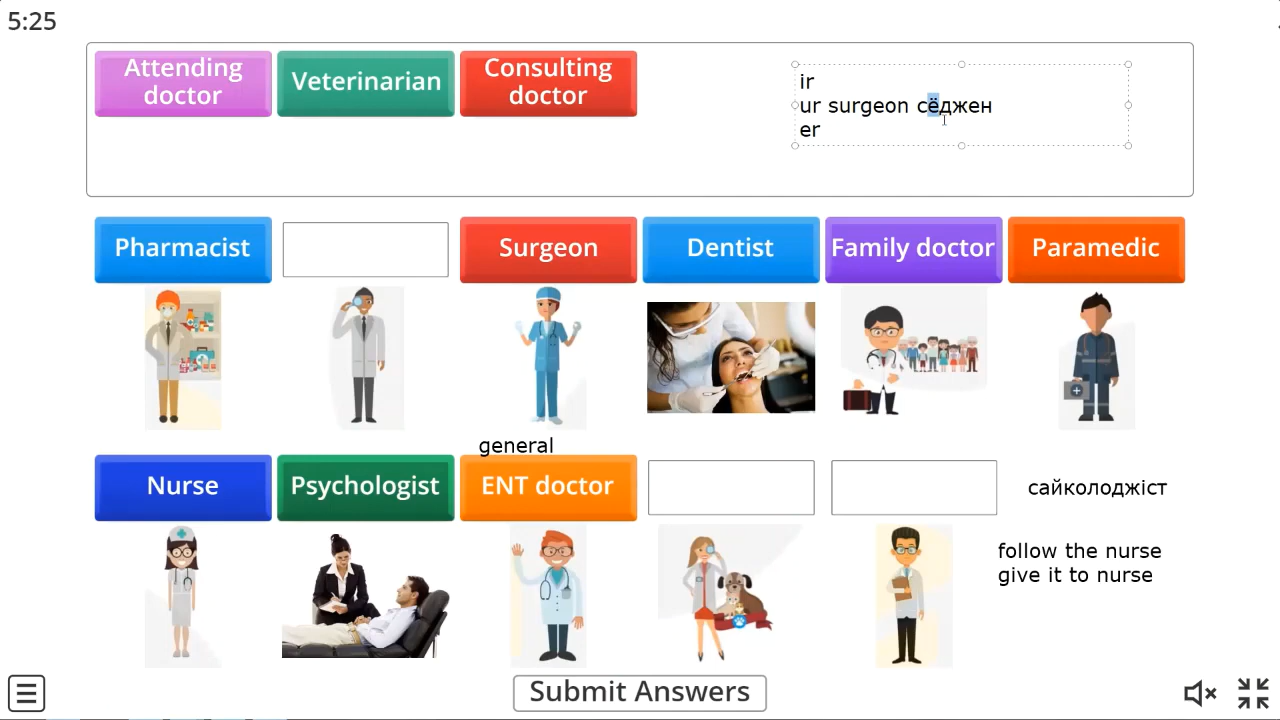 5:25
Attending
doctor
Veterinarian
Consulting
doctor
ir
ur surgeon сёджен
er
Pharmacist
Surgeon
Dentist
Family doctor
Paramedic
general
Nurse
Psychologist
ENT doctor
сайколоджіст
follow the nurse
give it to nurse
Submit Answers